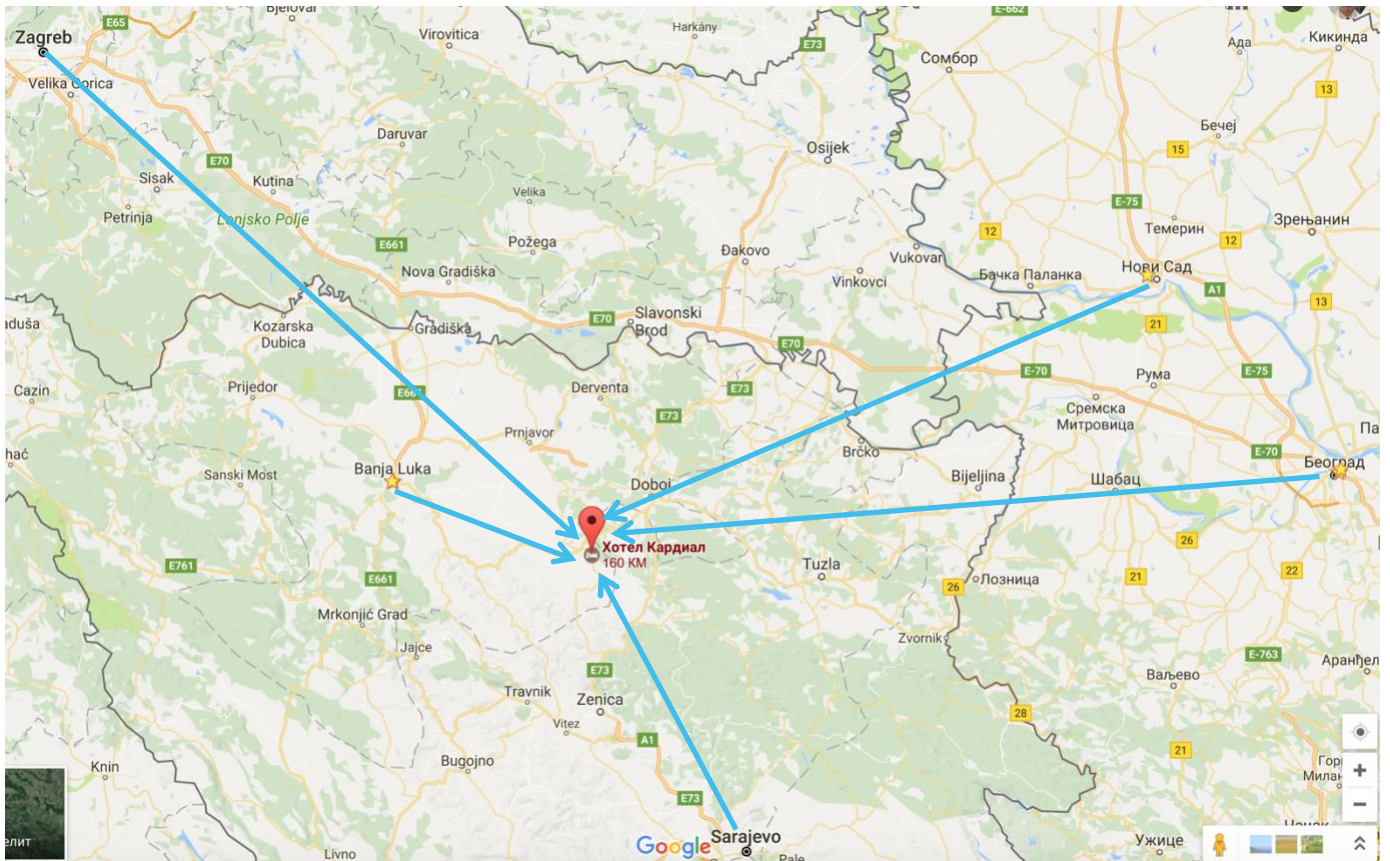 Bjelovar
E65
Zagreb
Velika Gorica
Virovitica
Harkány
E73
E-662
Сомбор
Ада
Кикинда
13
Бечеј
15
Daruvar
Osijek
E70
Sisak
Kutina
Petrinja
Lonjsko Polje
Velika
E-75
Темерин
Зрењанин
12
12
E661
Požega
Đakovo
Vukovar
Nova Gradiška
Vinkovci
Бачка Паланка
Нови Сад
A1
13
Kozarska
Dubica
Gradiška
E70
Slavonski
Brod
21
E70
E-70
Рума
E-75
Cazin
Prijedor
E661
Derventa
E73
E73
Сремска
Митровица
Prnjavor
Brčko
Sanski Most
Banja Luka
Doboj
Bijeljina
Шабац
E-70
Београд
Хотел Кардиал
160 KM
26
E761
E661
Tuzla
26
Лозница
21
22
Mrkonjić Grad
Jajce
Zvornik
E73
E-763
Ваљево
Travnik
Zenica
Vitez
28
A1
21
Knin
Bugojno
E73
Google
Sarajevo
Pale
Livno
Ужице